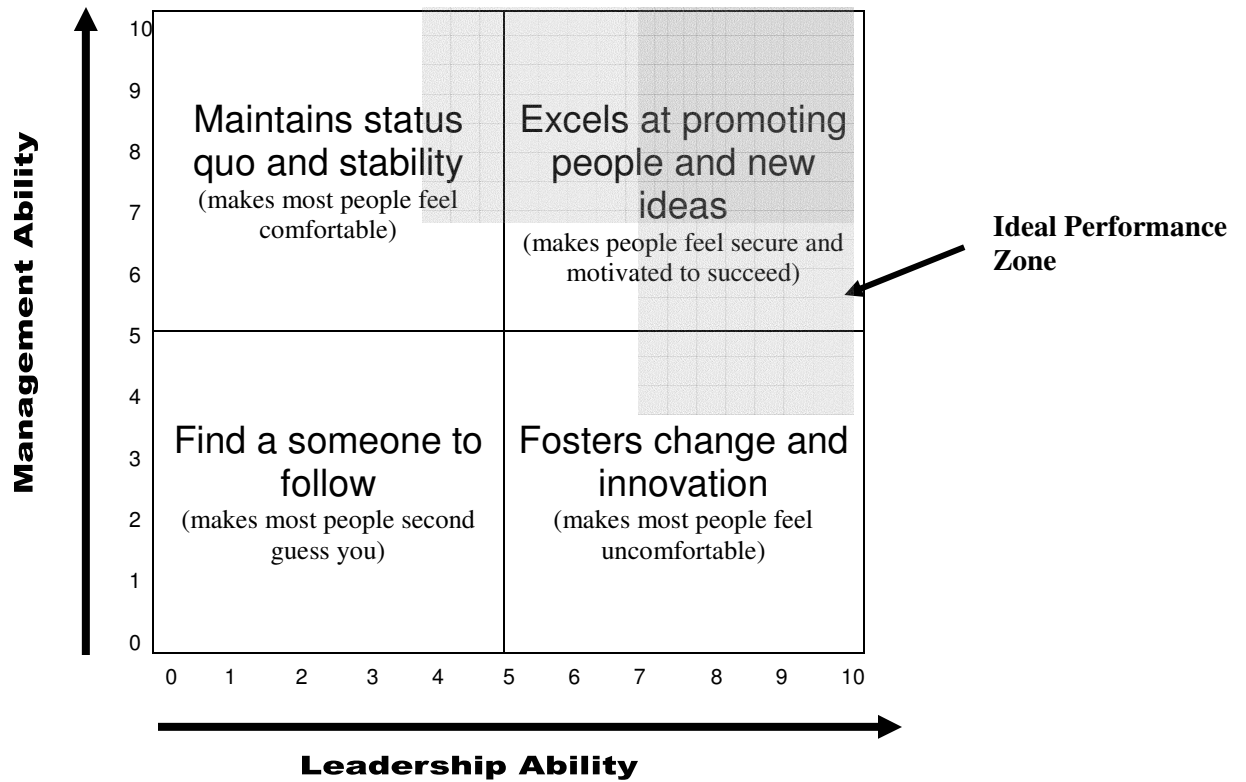 Management Ability
10
9
8
7
6
5
4
3
2
1
0
Maintains status
quo and stability
(makes most people feel
comfortable)
Excels at promoting
people and new
ideas
(makes people feel secure and
motivated to succeed)
Ideal Performance
Zone
Find a someone to
follow
(makes most people second
guess you)
Fosters change and
innovation
(makes most people feel
uncomfortable)
0 1 2 3 4 5 6 7 8 9 10
Leadership Ability